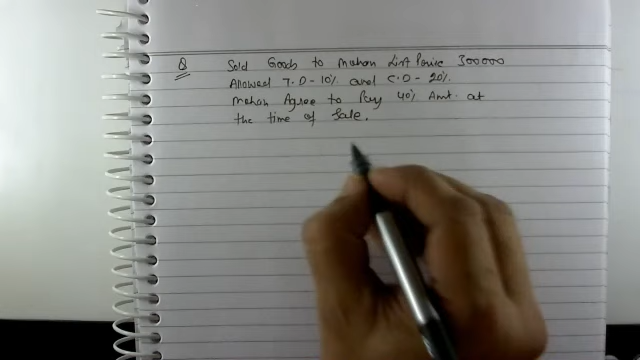 Q Sold Goods to Mohan List Price 300000
Allowed T.D - 10% and C.D - 20%.
Mohan Agree to Pay 40% Amt. at
the time of Sale.